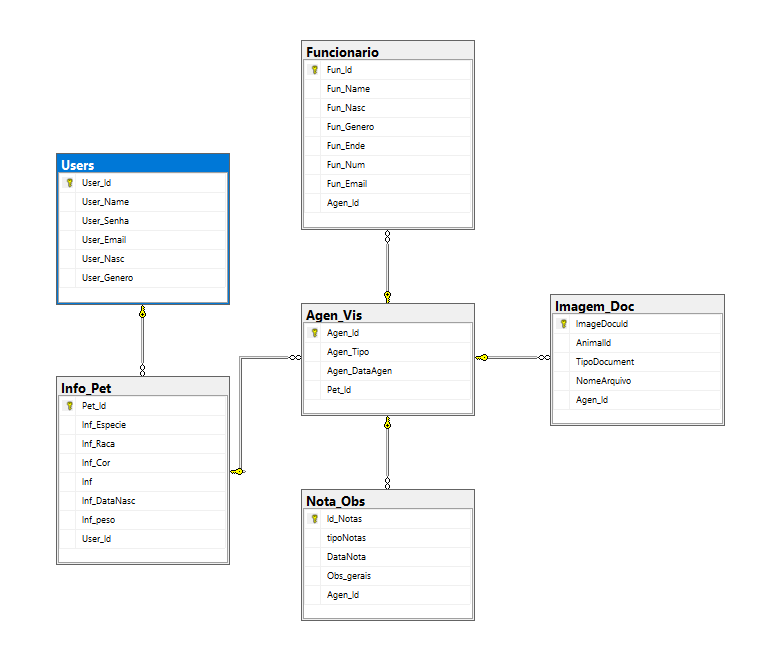 Funcionario
Fun_Id
Fun_Name
Fun_Nasc
Fun_Genero
Fun_Ende
Fun_Num
Fun_Email
Agen_Id
Users
User_Id
User_Name
User_Senha
User_Email
User_Nasc
User_Genero
Agen_Vis
Agen_Id
Agen_Tipo
Agen_DataAgen
Pet_Id
Imagem_Doc
ImageDocuId
AnimalId
TipoDocument
NomeArquivo
Agen_Id
Info_Pet
Pet_Id
Inf_Especie
Inf_Raca
Inf_Cor
Inf
Inf_DataNasc
Inf_peso
User_Id
Nota_Obs
Id_Notas
tipoNotas
DataNota
Obs_gerais
Agen_Id